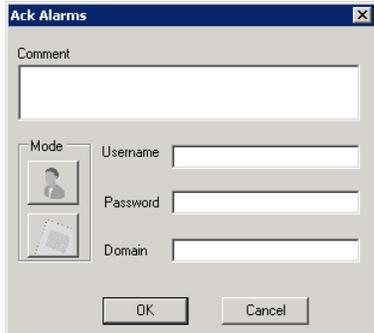 Ack Alarms
Comment
Mode
Username
Password
Domain
OK
Cancel